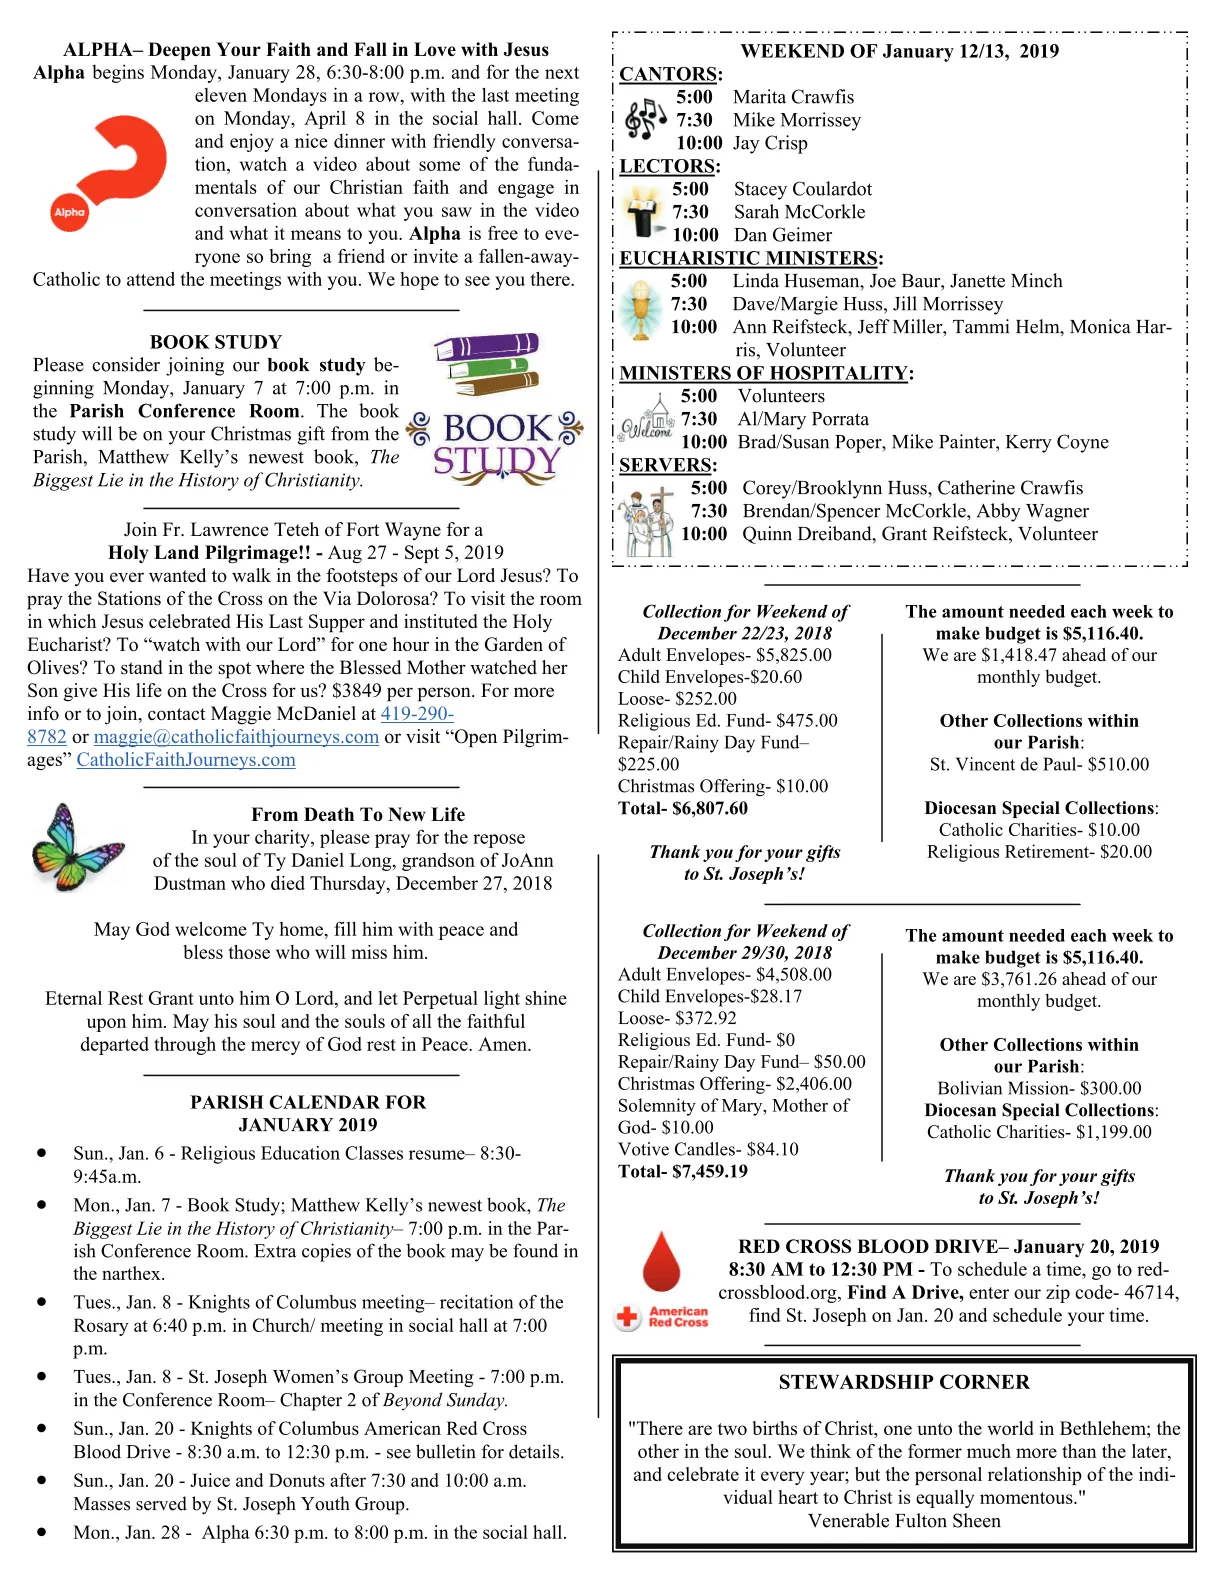 ALPHA– Deepen Your Faith and Fall in Love with Jesus
Alpha begins Monday, January 28, 6:30-8:00 p.m. and for the next
eleven Mondays in a row, with the last meeting
on Monday, April 8 in the social hall. Come
and enjoy a nice dinner with friendly conversa-
tion, watch a video about some of the funda-
mentals of our Christian faith and engage in
conversation about what you saw in the video
and what it means to you. Alpha is free to eve-
ryone so bring a friend or invite a fallen-away-
Catholic to attend the meetings with you. We hope to see you there.
Alpha
BOOK STUDY
Please consider joining our book study be-
ginning Monday, January 7 at 7:00 p.m. in
the Parish Conference Room. The book
study will be on your Christmas gift from the
Parish, Matthew Kelly’s newest book, The
Biggest Lie in the History of Christianity.
BOOK
STUDY
Join Fr. Lawrence Teteh of Fort Wayne for a
Holy Land Pilgrimage!! - Aug 27 - Sept 5, 2019
Have you ever wanted to walk in the footsteps of our Lord Jesus? To
pray the Stations of the Cross on the Via Dolorosa? To visit the room
in which Jesus celebrated His Last Supper and instituted the Holy
Eucharist? To “watch with our Lord” for one hour in the Garden of
Olives? To stand in the spot where the Blessed Mother watched her
Son give His life on the Cross for us? $3849 per person. For more
info or to join, contact Maggie McDaniel at 419-290-
8782 or maggie@catholicfaithjourneys.com or visit “Open Pilgrim-
ages” CatholicFaithJourneys.com
From Death To New Life
In your charity, please pray for the repose
of the soul of Ty Daniel Long, grandson of JoAnn
Dustman who died Thursday, December 27, 2018
May God welcome Ty home, fill him with peace and
bless those who will miss him.
Eternal Rest Grant unto him O Lord, and let Perpetual light shine
upon him. May his soul and the souls of all the faithful
departed through the mercy of God rest in Peace. Amen.
PARISH CALENDAR FOR
JANUARY 2019
• Sun., Jan. 6 - Religious Education Classes resume– 8:30-
9:45a.m.
• Mon., Jan. 7 - Book Study; Matthew Kelly’s newest book, The
Biggest Lie in the History of Christianity– 7:00 p.m. in the Par-
ish Conference Room. Extra copies of the book may be found in
the narthex.
• Tues., Jan. 8 - Knights of Columbus meeting– recitation of the
Rosary at 6:40 p.m. in Church/ meeting in social hall at 7:00
p.m.
• Tues., Jan. 8 - St. Joseph Women’s Group Meeting - 7:00 p.m.
in the Conference Room– Chapter 2 of Beyond Sunday.
• Sun., Jan. 20 - Knights of Columbus American Red Cross
Blood Drive - 8:30 a.m. to 12:30 p.m. - see bulletin for details.
• Sun., Jan. 20 - Juice and Donuts after 7:30 and 10:00 a.m.
Masses served by St. Joseph Youth Group.
• Mon., Jan. 28 - Alpha 6:30 p.m. to 8:00 p.m. in the social hall.
WEEKEND OF January 12/13, 2019
CANTORS:
5:00 Marita Crawfis
7:30 Mike Morrissey
10:00 Jay Crisp
LECTORS:
5:00 Stacey Coulardot
7:30 Sarah McCorkle
10:00 Dan Geimer
EUCHARISTIC MINISTERS:
5:00 Linda Huseman, Joe Baur, Janette Minch
7:30 Dave/Margie Huss, Jill Morrissey
10:00 Ann Reifsteck, Jeff Miller, Tammi Helm, Monica Har-
ris, Volunteer
MINISTERS OF HOSPITALITY:
5:00 Volunteers
7:30 Al/Mary Porrata
10:00 Brad/Susan Poper, Mike Painter, Kerry Coyne
Welcome
SERVERS:
5:00 Corey/Brooklynn Huss, Catherine Crawfis
7:30 Brendan/Spencer McCorkle, Abby Wagner
10:00 Quinn Dreiband, Grant Reifsteck, Volunteer
Collection for Weekend of
December 22/23, 2018
Adult Envelopes- $5,825.00
Child Envelopes-$20.60
Loose- $252.00
Religious Ed. Fund- $475.00
Repair/Rainy Day Fund–
$225.00
Christmas Offering- $10.00
Total- $6,807.60
Thank you for your gifts
to St. Joseph’s!
The amount needed each week to
make budget is $5,116.40.
We are $1,418.47 ahead of our
monthly budget.
Other Collections within
our Parish:
St. Vincent de Paul- $510.00
Diocesan Special Collections:
Catholic Charities- $10.00
Religious Retirement- $20.00
Collection for Weekend of
December 29/30, 2018
Adult Envelopes- $4,508.00
Child Envelopes-$28.17
Loose- $372.92
Religious Ed. Fund- $0
Repair/Rainy Day Fund– $50.00
Christmas Offering- $2,406.00
Solemnity of Mary, Mother of
God- $10.00
Votive Candles- $84.10
Total- $7,459.19
The amount needed each week to
make budget is $5,116.40.
We are $3,761.26 ahead of our
monthly budget.
Other Collections within
our Parish:
Bolivian Mission- $300.00
Diocesan Special Collections:
Catholic Charities- $1,199.00
Thank you for your gifts
to St. Joseph’s!
RED CROSS BLOOD DRIVE– January 20, 2019
8:30 AM to 12:30 PM - To schedule a time, go to red-
crossblood.org, Find A Drive, enter our zip code- 46714,
find St. Joseph on Jan. 20 and schedule your time.
American
Red Cross
STEWARDSHIP CORNER
"There are two births of Christ, one unto the world in Bethlehem; the
other in the soul. We think of the former much more than the later,
and celebrate it every year; but the personal relationship of the indi-
vidual heart to Christ is equally momentous."
Venerable Fulton Sheen